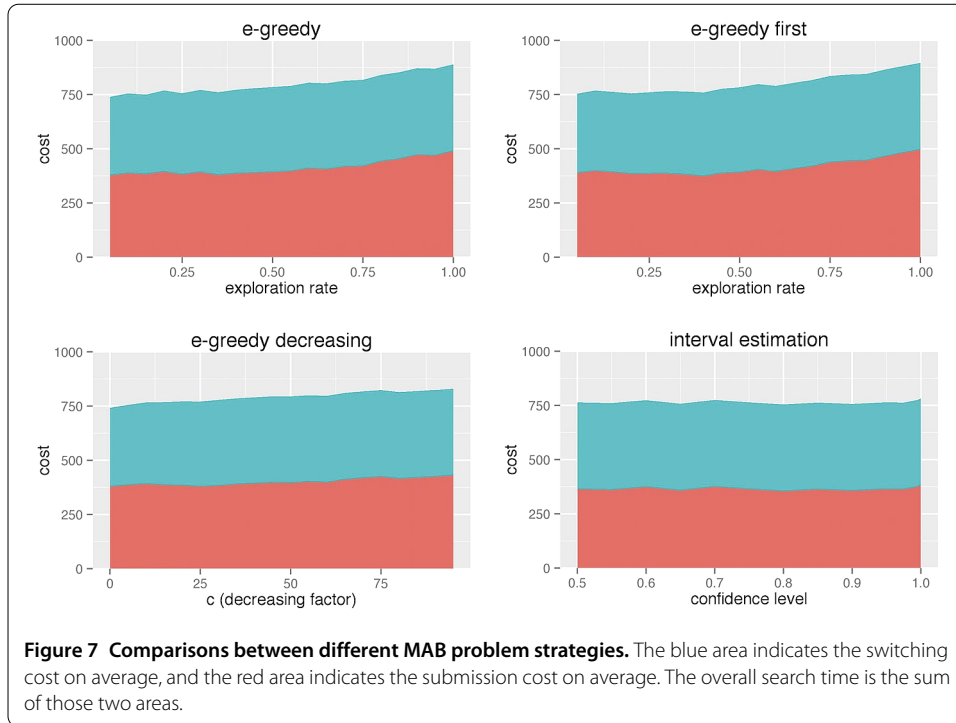 e-greedy
1000
750
500
250
0
cost
0.25 0.50 0.75 1.00
exploration rate
e-greedy first
1000
750
500
250
0
cost
0.25 0.50 0.75 1.00
exploration rate
e-greedy decreasing
1000
750
500
250
0
cost
0 25 50 75
c (decreasing factor)
interval estimation
1000
750
500
250
0
cost
0.5 0.6 0.7 0.8 0.9 1.0
confidence level
Figure 7 Comparisons between different MAB problem strategies. The blue area indicates the switching
cost on average, and the red area indicates the submission cost on average. The overall search time is the sum
of those two areas.